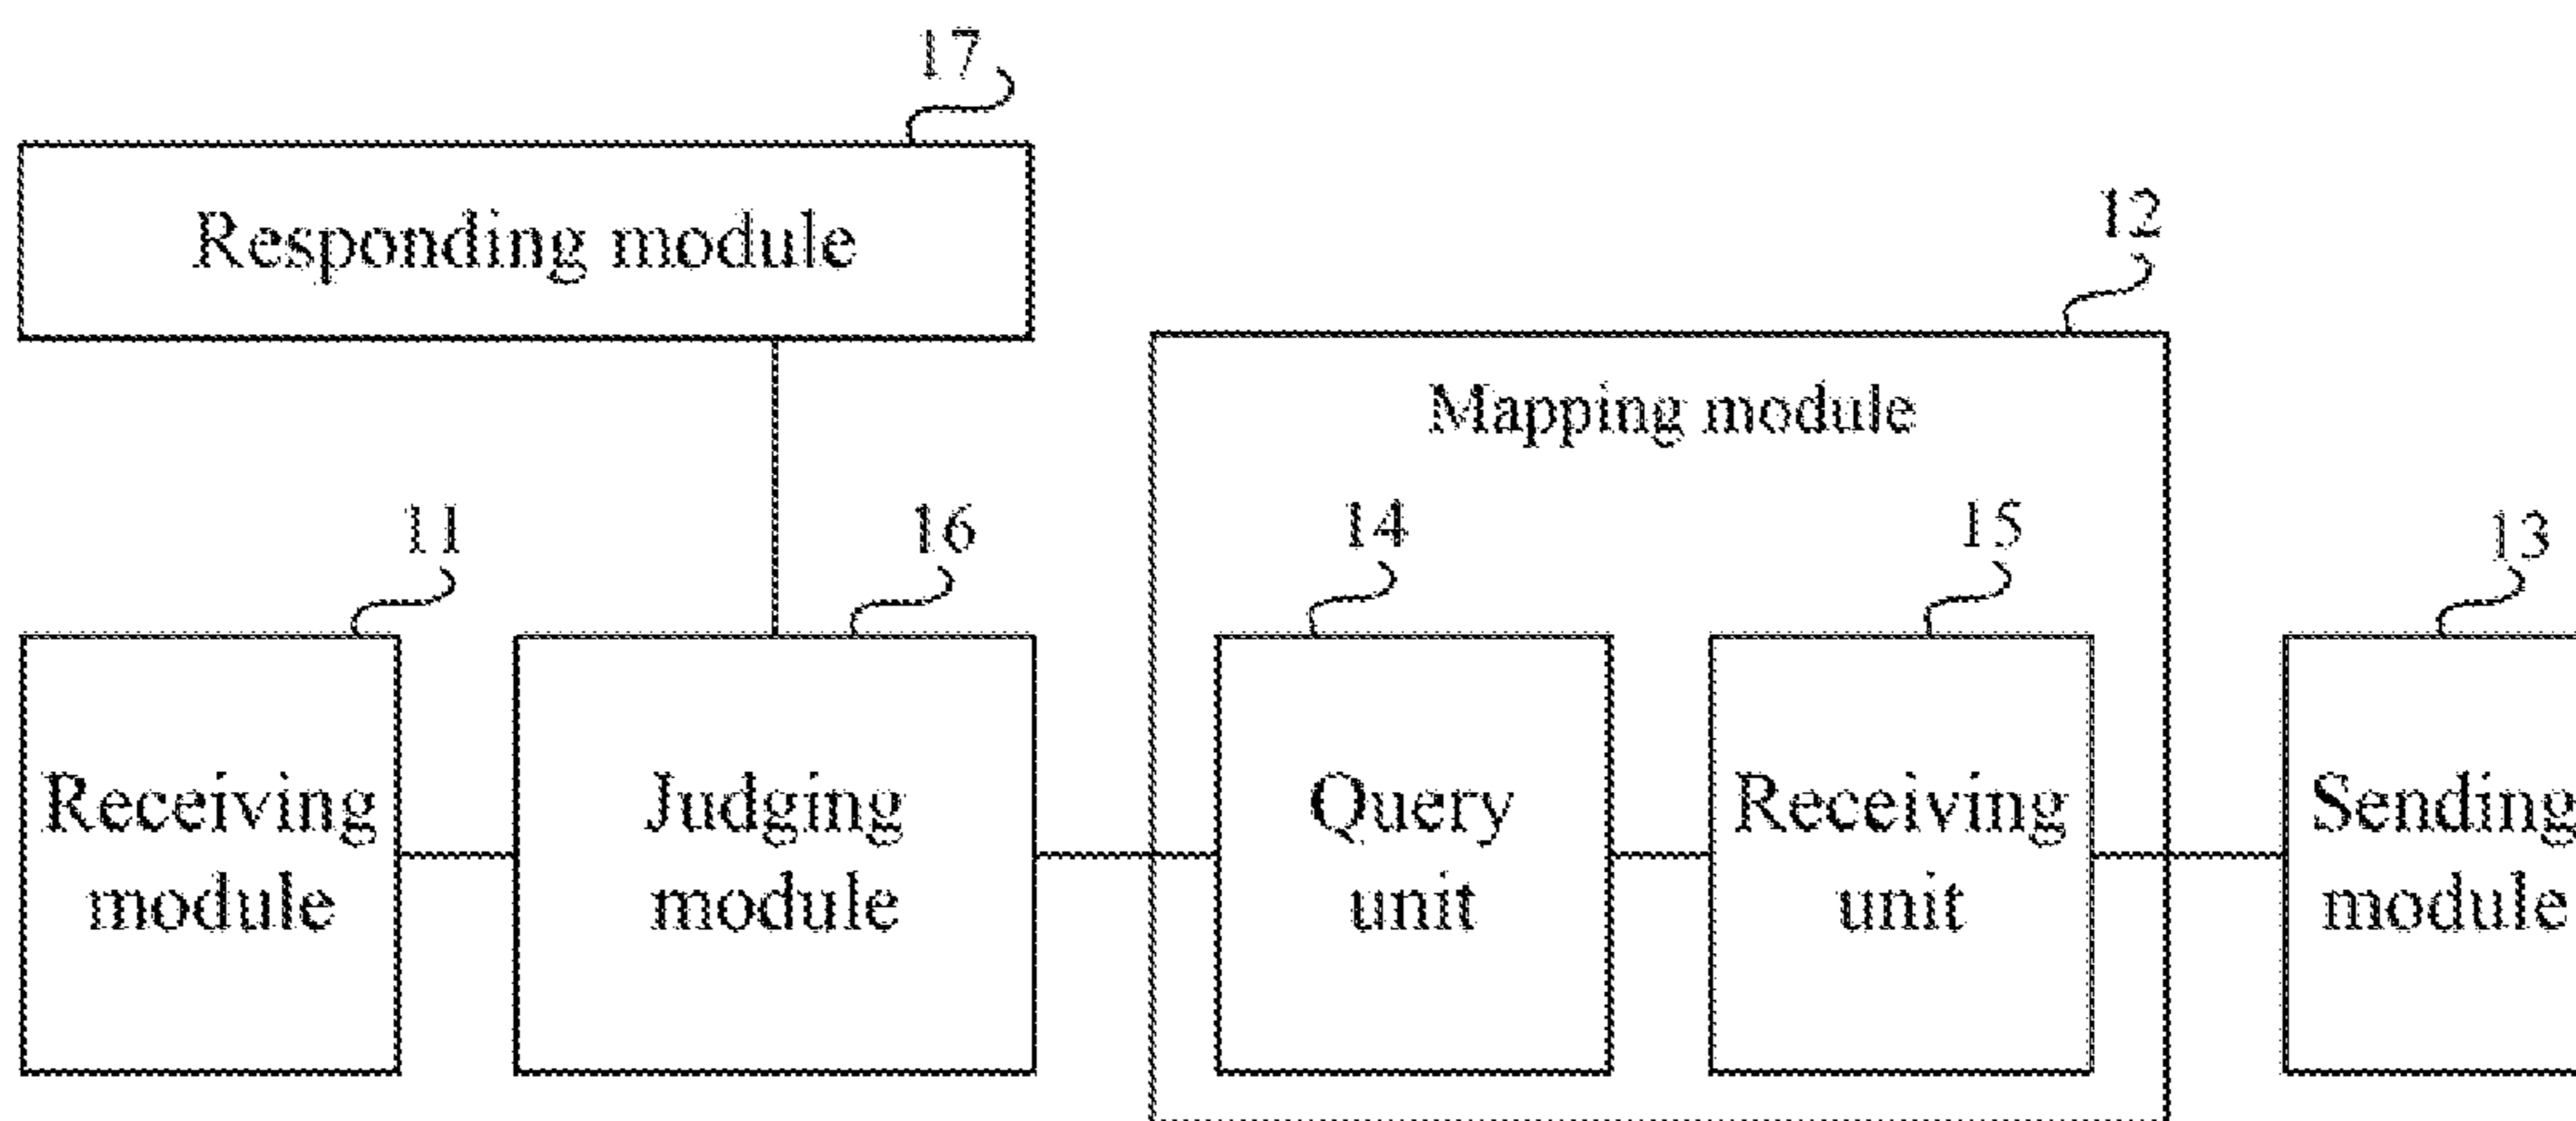 17
Responding module
12
Mapping module
11
16
14
15
13
Receiving
module
Judging
module
Query
unit
Receiving
unit
Sending
module